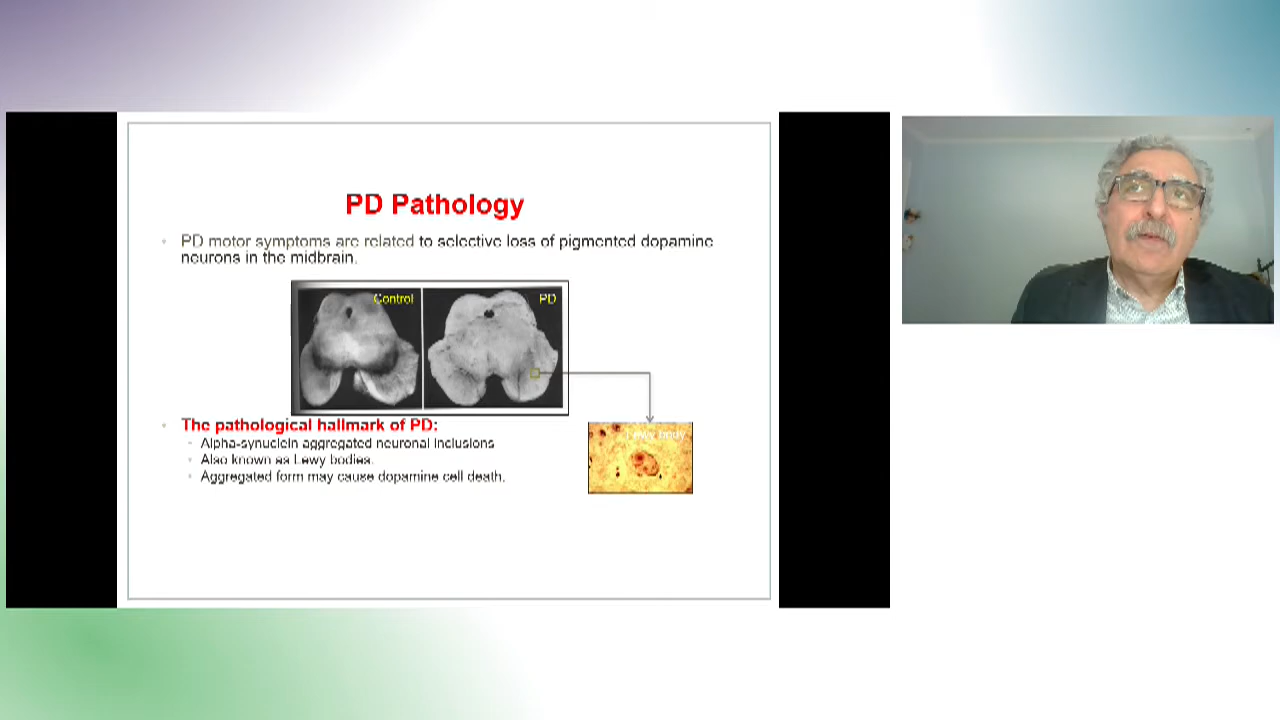 PD Pathology
PD motor symptoms are related to selective loss of pigmented dopamine
neurons in the midbrain.
Control
PD
The pathological hallmark of PD:
Alpha-synuclein aggregated neuronal inclusions
Also known as Lewy bodies.
Aggregated form may cause dopamine cell death.
Lewy body